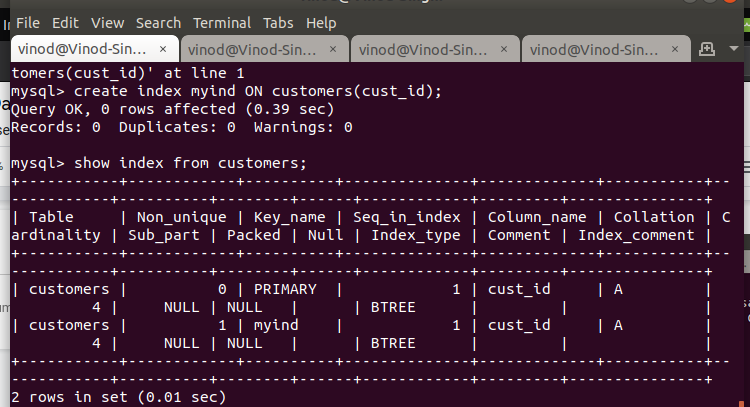 File Edit View Search Terminal Tabs Help
vinod@Vinod-Sin... × vinod@Vinod-Sin... × vinod@Vinod-Sin... × vinod@Vinod-Sin... ×
tomers(cust_id)' at line 1
mysql> create index myind ON customers(cust_id);
Query OK, 0 rows affected (0.39 sec)
Records: 0  Duplicates: 0  Warnings: 0
mysql> show index from customers;
+-----------+------------+----------+--------------+-------------+-----------+--
-----------+----------+--------+------+------------+---------+---------------+
| Table     | Non_unique | Key_name | Seq_in_index | Column_name | Collation | C
ardinality | Sub_part | Packed | Null | Index_type | Comment | Index_comment |
+-----------+------------+----------+--------------+-------------+-----------+--
-----------+----------+--------+------+------------+---------+---------------+
| customers |          0 | PRIMARY  |            1 | cust_id     | A         |
         4 |     NULL | NULL   |      | BTREE      |         |               |
| customers |          1 | myind    |            1 | cust_id     | A         |
         4 |     NULL | NULL   |      | BTREE      |         |               |
+-----------+------------+----------+--------------+-------------+-----------+--
-----------+----------+--------+------+------------+---------+---------------+
2 rows in set (0.01 sec)